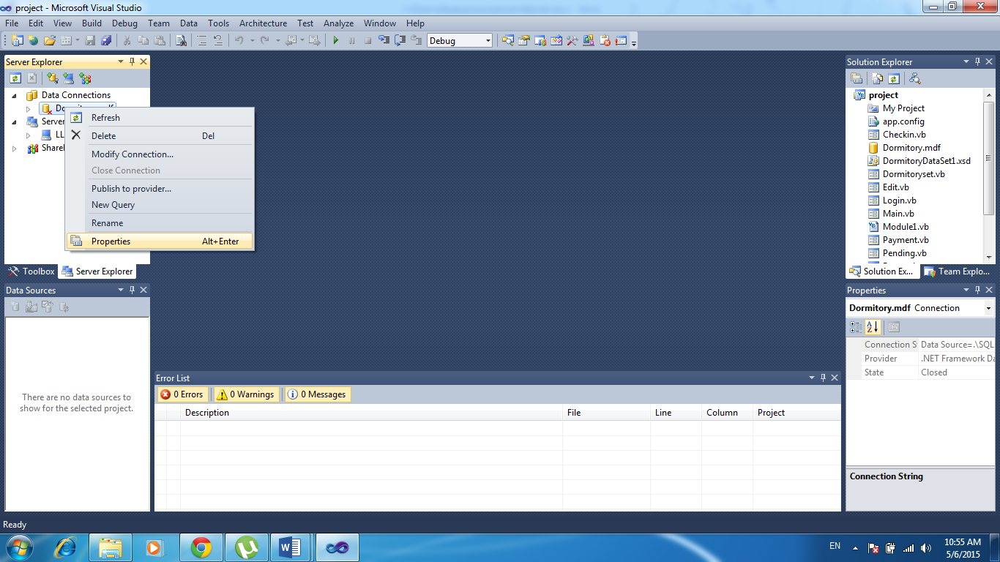 project - Microsoft Visual Studio
File Edit View Build Debug Team Data Tools Architecture Test Analyze Window Help
Debug
Server Explorer
Data Connections
Server
LL
Refresh
Delete Del
Modify Connection...
Close Connection
Publish to provider...
New Query
Rename
Properties Alt+Enter
Toolbox Server Explorer
Data Sources
There are no data sources to
show for the selected project.
Error List
0 Errors 0 Warnings 0 Messages
Description File Line Column Project
Solution Explorer
project
My Project
app.config
Checkin.vb
Dormitory.mdf
DormitoryDataSet1.xsd
Dormitoryset.vb
Edit.vb
Login.vb
Main.vb
Module1.vb
Payment.vb
Pending.vb
Solution Ex... Team Explo...
Properties
Dormitory.mdf Connection
Connection S Data Source=.\SQL
Provider .NET Framework Da
State Closed
Connection String
Ready
EN
10:55 AM
5/6/2015